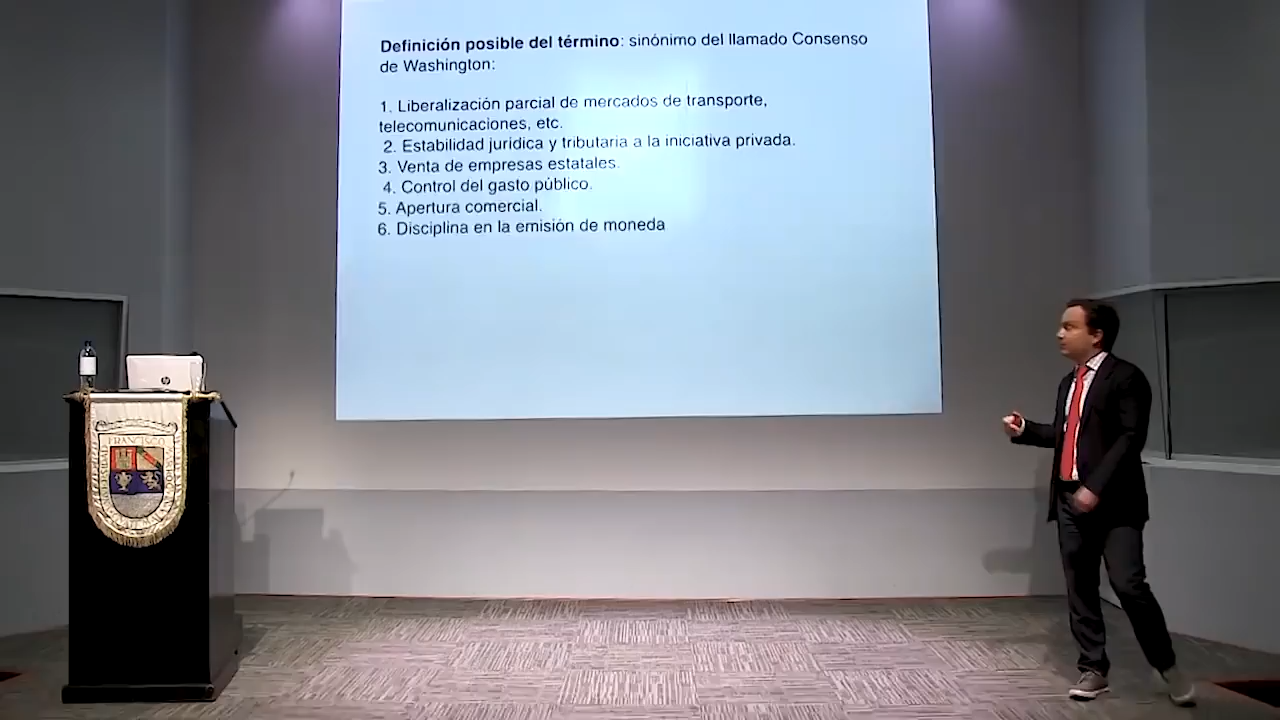 Definición posible del término: sinónimo del llamado Consenso
de Washington:
1. Liberalización parcial de mercados de transporte,
telecomunicaciones, etc.
2. Estabilidad jurídica y tributaria a la iniciativa privada.
3. Venta de empresas estatales.
4. Control del gasto público.
5. Apertura comercial.
6. Disciplina en la emisión de moneda
hp
FRANCISCO